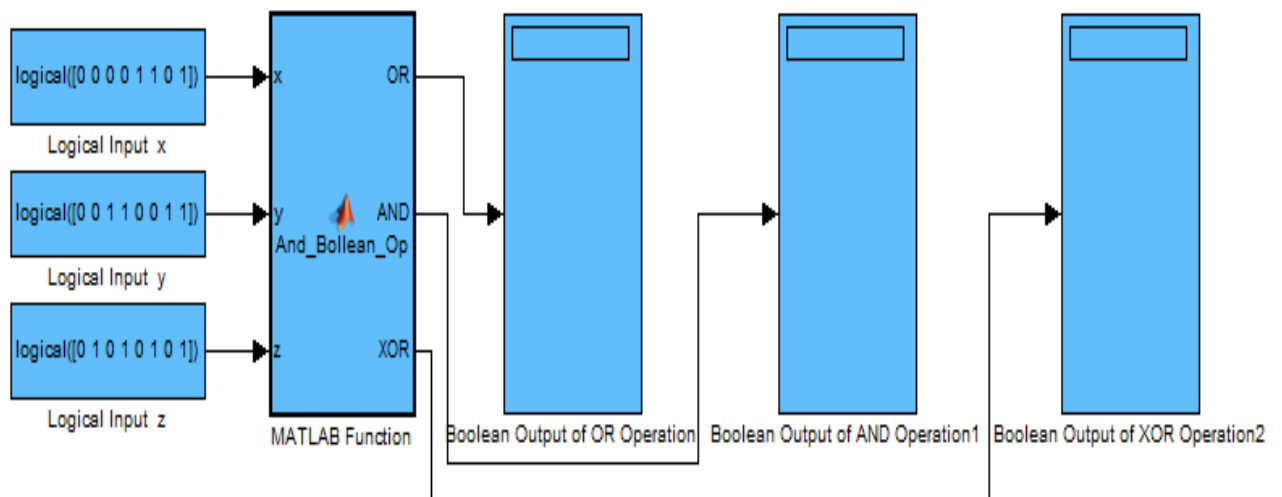 logical([0 0 0 0 1 1 0 1])
Logical Input x
logical([0 0 1 1 0 0 1 1])
Logical Input y
logical([0 1 0 1 0 1 0 1])
Logical Input z
x
OR
y
AND
And_Bollean_Op
z
XOR
MATLAB Function
Boolean Output of OR Operation
Boolean Output of AND Operation1
Boolean Output of XOR Operation2